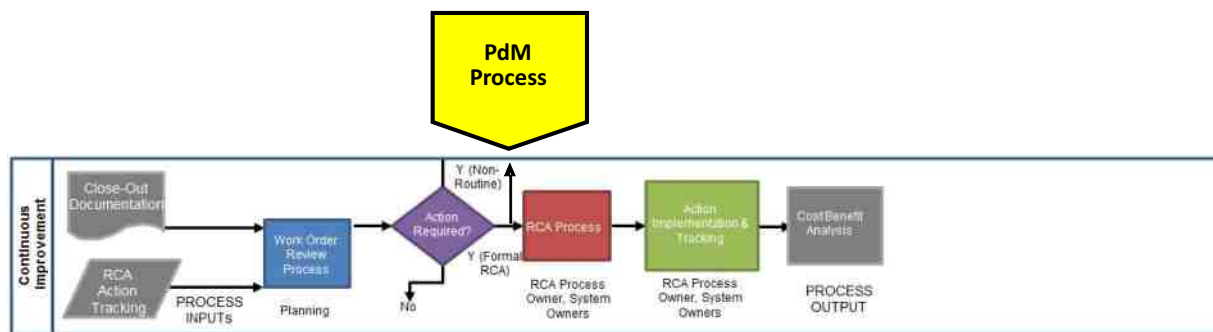 PdM
Process
Continuous
Improvement
Close-Out
Documentation
RCA
Action
Tracking
PROCESS
INPUTs
Work Order
Review
Process
Planning
Action
Required?
No
Y (Non-
Routine)
Y (Formal
RCA)
RCA Process
RCA Process
Owner, System
Owners
Action
Implementation &
Tracking
RCA Process
Owner, System
Owners
Cost Benefit
Analysis
PROCESS
OUTPUT